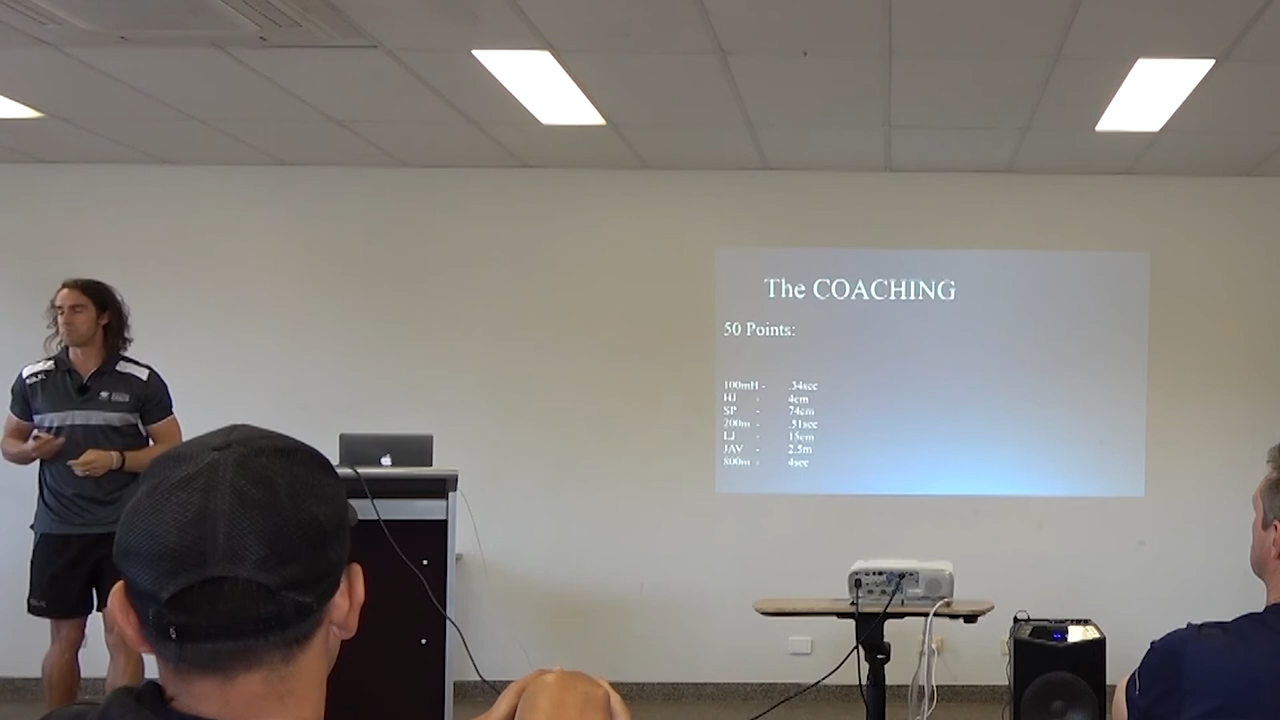 The COACHING
50 Points:
100mH - .34sec
HJ - 4cm
SP - 74cm
200m - .51sec
LJ - 15cm
JAV - 2.5m
800m - 4sec